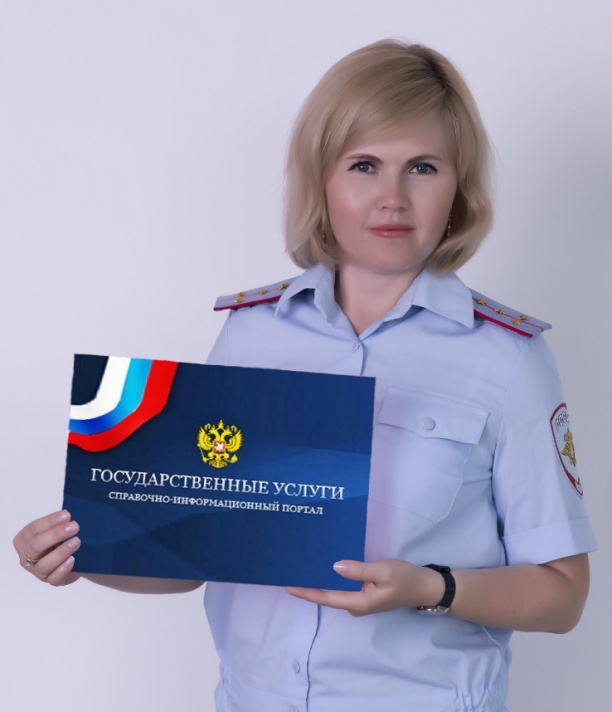 ГОСУДАРСТВЕННЫЕ УСЛУГИ
СПРАВОЧНО-ИНФОРМАЦИОННЫЙ ПОРТАЛ